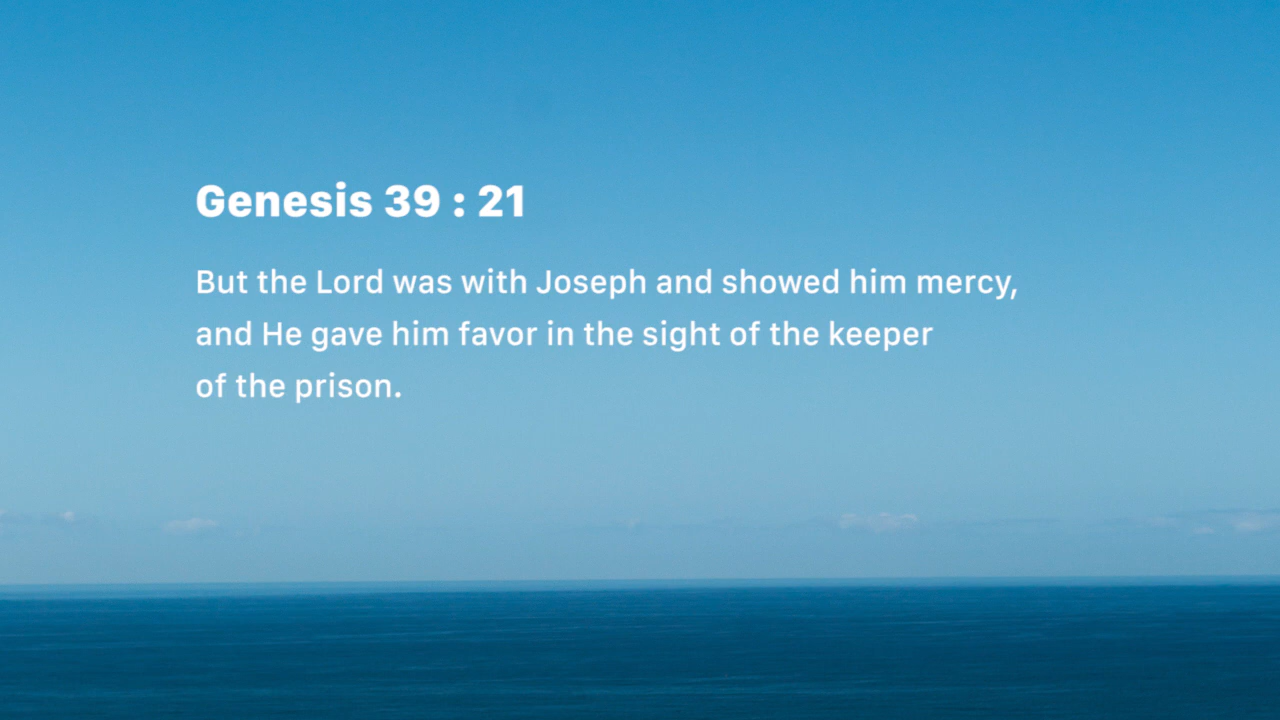 Genesis 39 : 21
But the Lord was with Joseph and showed him mercy,
and He gave him favor in the sight of the keeper
of the prison.